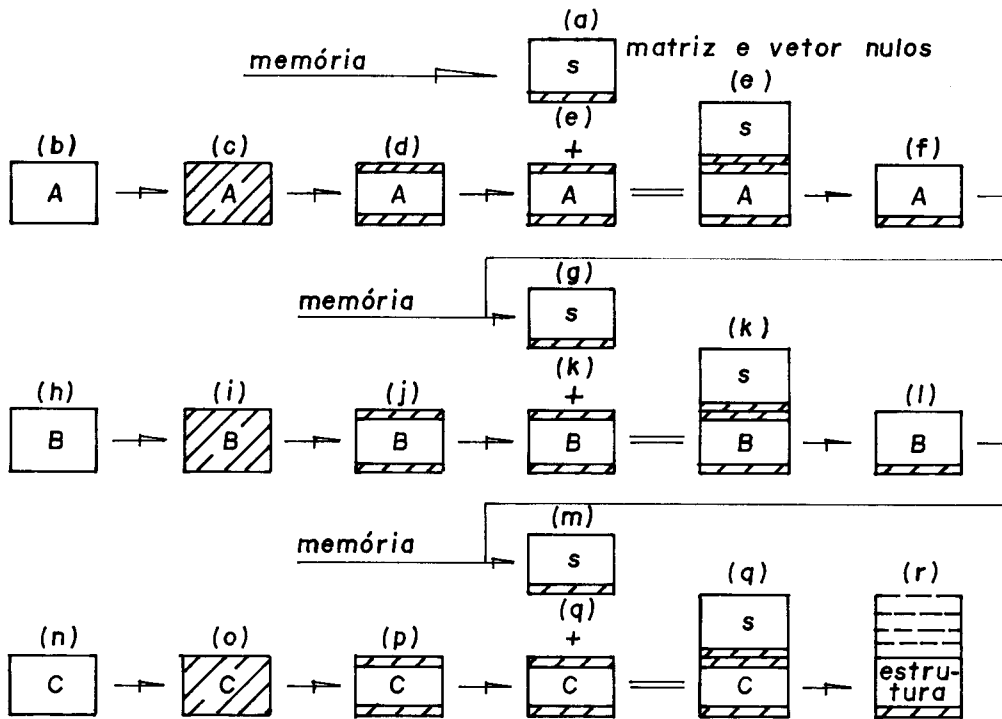 (a)
memória
s
matriz e vetor nulos
(e)
s
(b) (c) (d) (e) (f)
+
A A A A A A
(g)
memória
s
(k)
s
(h) (i) (j) (k) (l)
+
B B B B B B
(m)
memória
s
(q) (r)
s
(n) (o) (p) (q)
+
C C C C C
estru-
tura